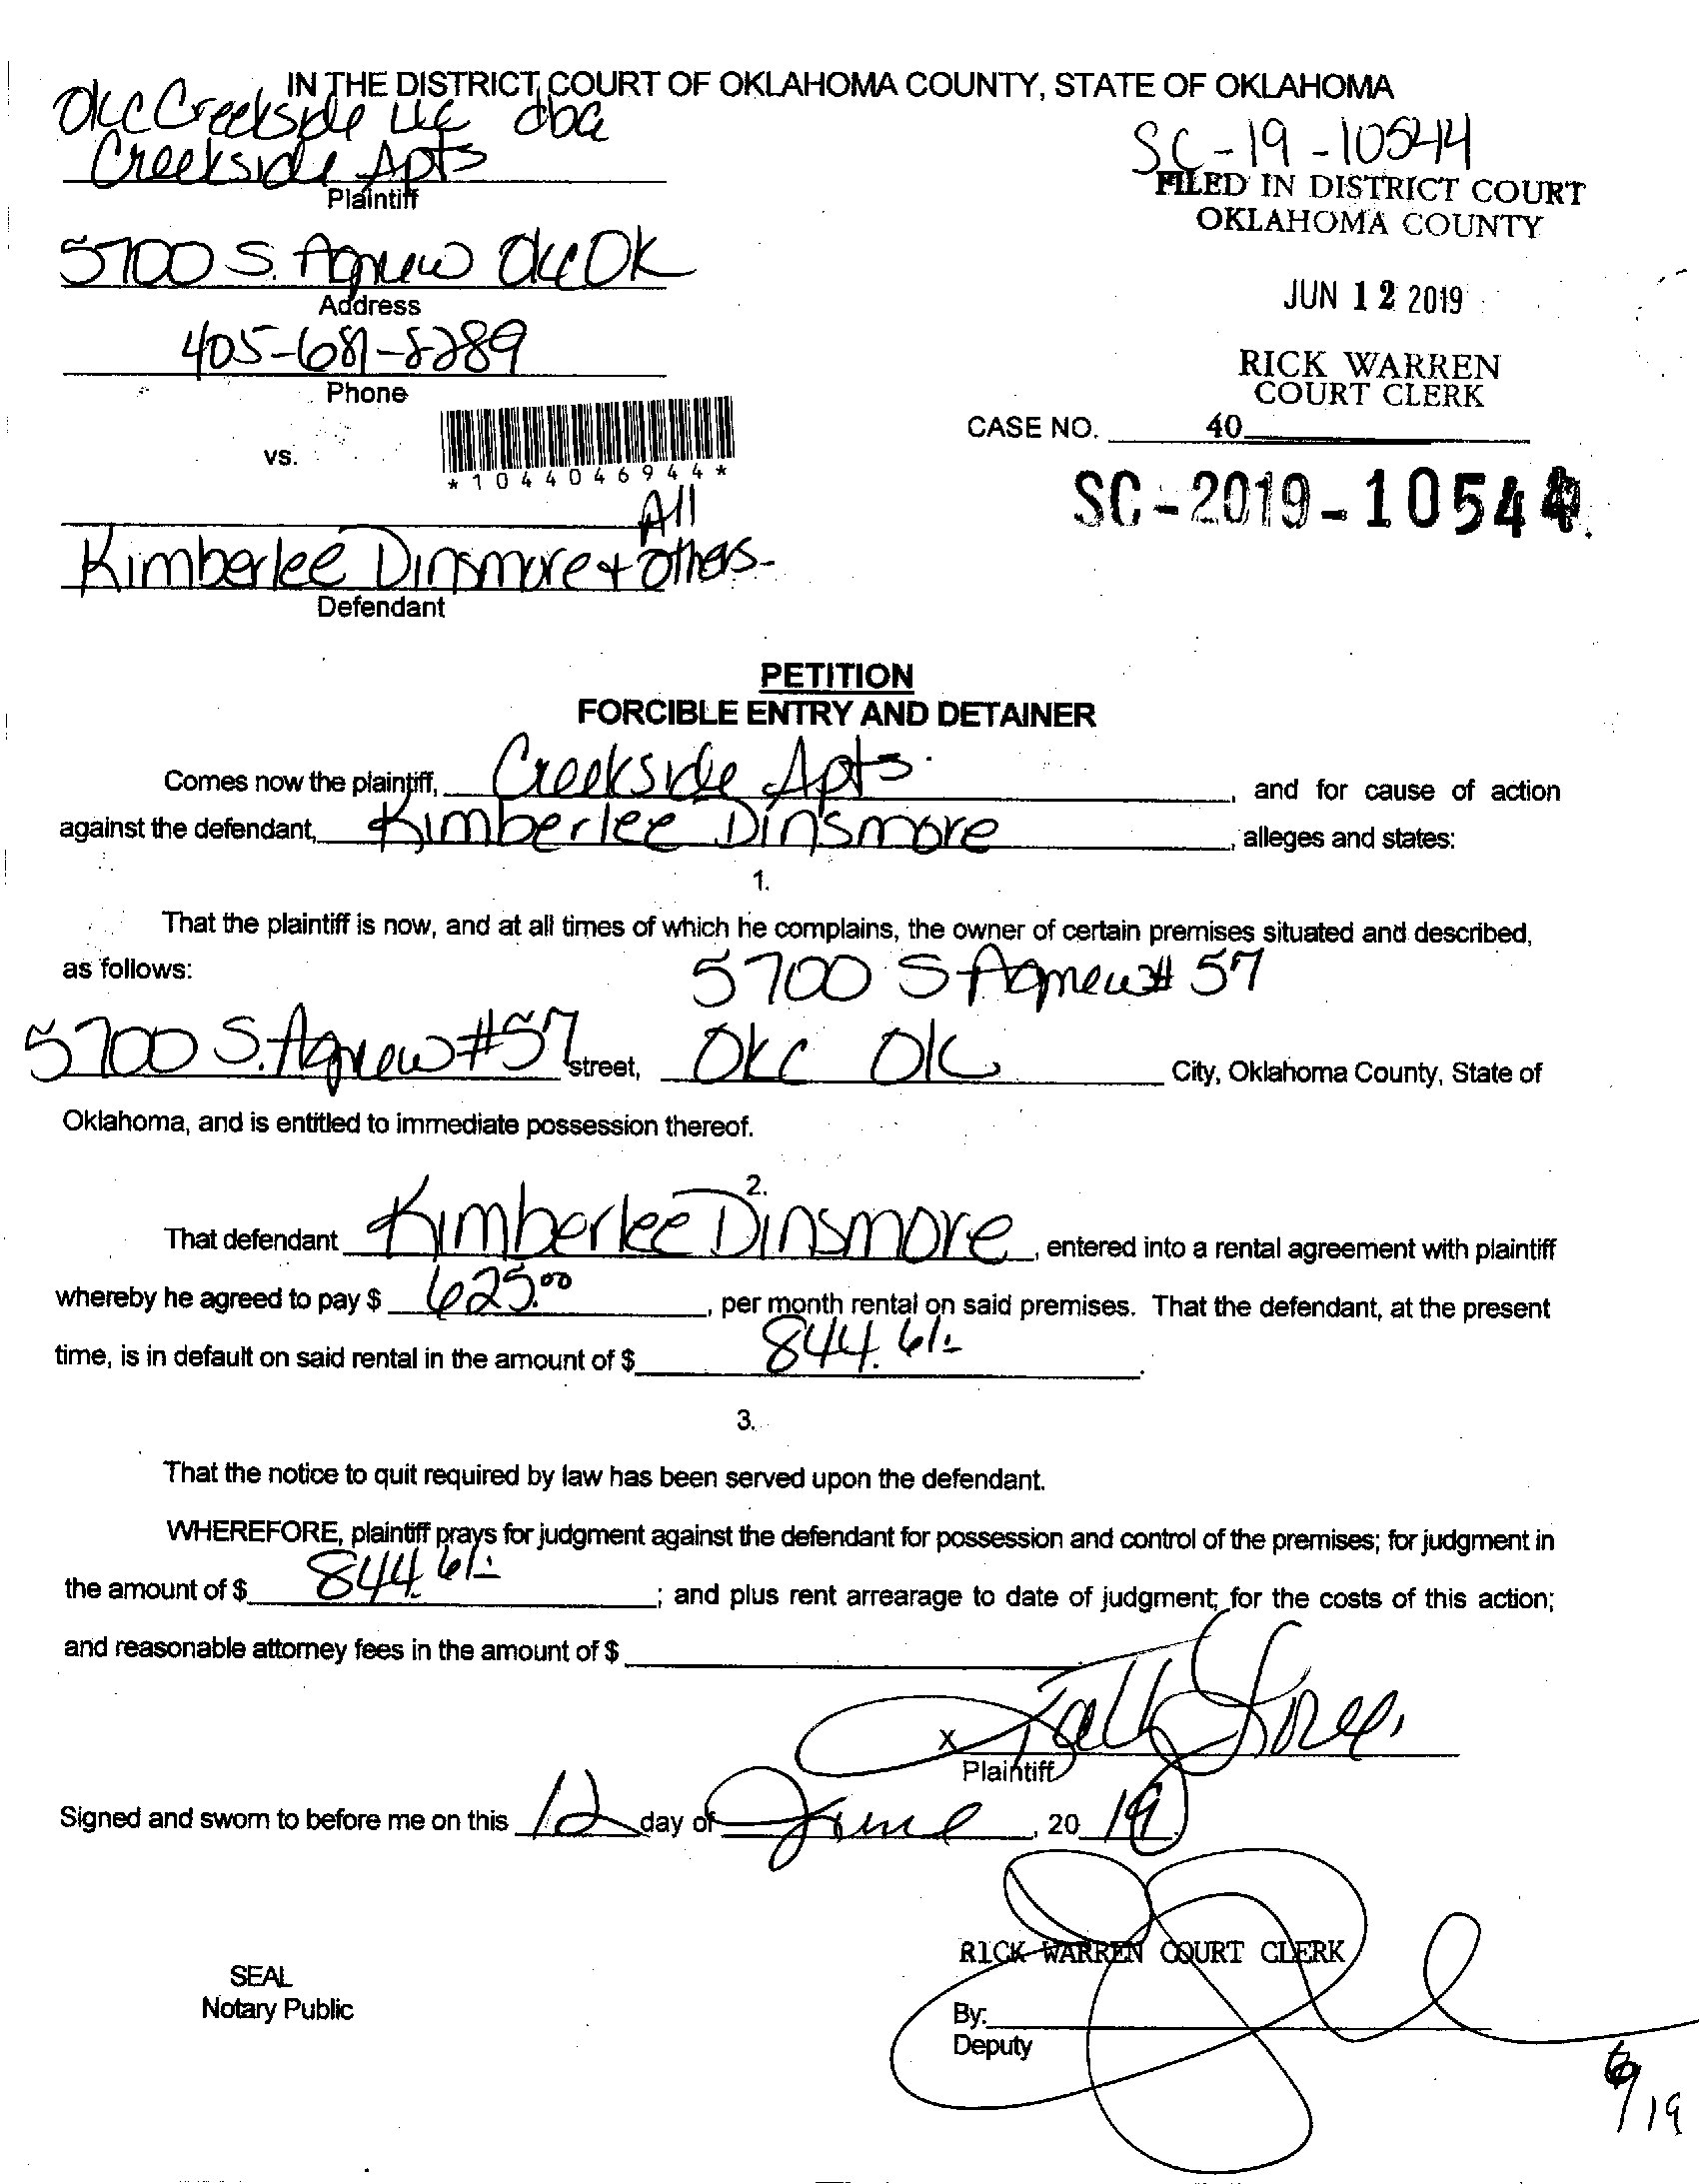 IN THE DISTRICT COURT OF OKLAHOMA COUNTY, STATE OF OKLAHOMA
OKC Creekside LLC dba
Creekside Apts
Plaintiff
SC-19-10544
FILED IN DISTRICT COURT
OKLAHOMA COUNTY
5700 S. Agnew OKC OK
Address
JUN 12 2019
405-681-8289
Phone
RICK WARREN
COURT CLERK
CASE NO. 40
vs.
*1044046944*
SC-2019-10544
All
Kimberlee Dinsmore + others-
Defendant
PETITION
FORCIBLE ENTRY AND DETAINER
Comes now the plaintiff, Creekside Apts. , and for cause of action
against the defendant, Kimberlee Dinsmore , alleges and states:
1.
That the plaintiff is now, and at all times of which he complains, the owner of certain premises situated and described,
as follows: 5700 S Agnew # 57
5700 S. Agnew #57 street, OKC OK City, Oklahoma County, State of
Oklahoma, and is entitled to immediate possession thereof.
2.
That defendant Kimberlee Dinsmore , entered into a rental agreement with plaintiff
whereby he agreed to pay $ 625.00 , per month rental on said premises. That the defendant, at the present
time, is in default on said rental in the amount of $ 844.61 .
3.
That the notice to quit required by law has been served upon the defendant.
WHEREFORE, plaintiff prays for judgment against the defendant for possession and control of the premises; for judgment in
the amount of $ 844.61 ; and plus rent arrearage to date of judgment; for the costs of this action;
and reasonable attorney fees in the amount of $
X
Plaintiff
Signed and sworn to before me on this 12 day of June , 20 19
RICK WARREN COURT CLERK
SEAL
Notary Public
By:
Deputy
6/19